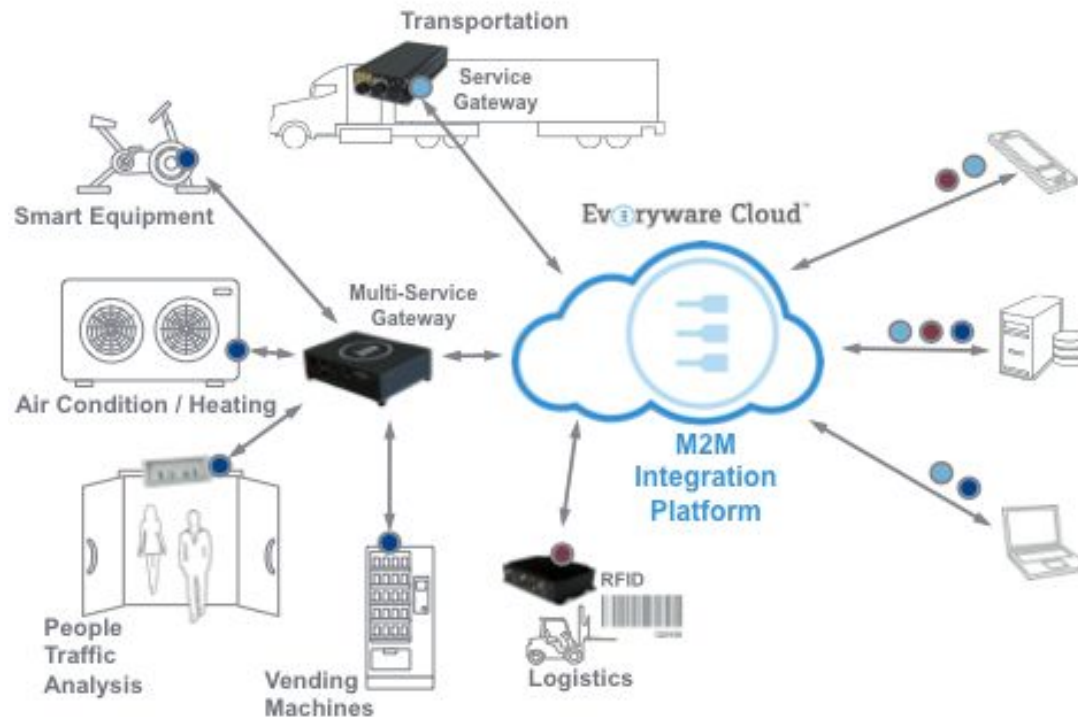 Transportation
Service
Gateway
Smart Equipment
Everyware Cloud™
Multi-Service
Gateway
Air Condition / Heating
M2M
Integration
Platform
RFID
People
Traffic
Analysis
Vending
Machines
Logistics